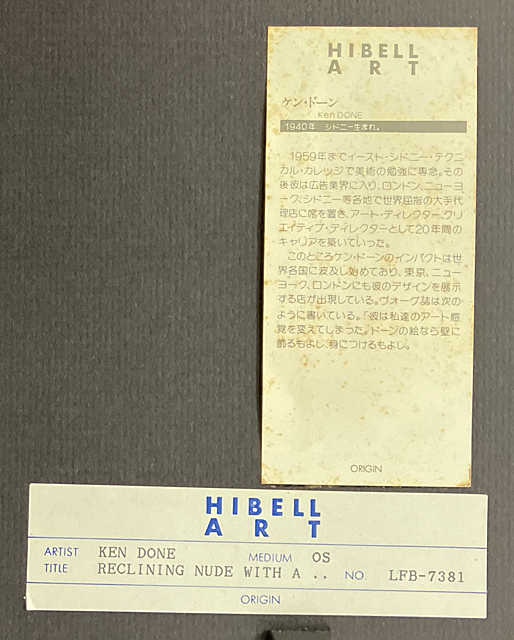 HIBELL
ART
ケン・ドーン
Ken DONE
1940年 シドニー生まれ。
1959年までイースト・シドニー・テクニ
カル・カレッジで美術の勉強に専念。その
後彼は広告業界に入り、ロンドン、ニューヨ
ーク、シドニー等各地で世界屈指の大手代
理店に席を置き、アート・ディレクター、クリ
エイティブ・ディレクターとして20年間の
キャリアを築いていった。
このところケン・ドーンのインパクトは世
界各国に波及し始めており、東京、ニュー
ヨーク、ロンドンにも彼のデザインを展示
する店が出現している。ヴォーグ誌は次の
ように書いている。「彼は私達のアート感
覚を変えてしまった。ドーンの絵なら壁に
飾るもよし、身につけるもよし。
ORIGIN
HIBELL
ART
ARTIST KEN DONE MEDIUM OS
TITLE RECLINING NUDE WITH A .. NO. LFB-7381
ORIGIN